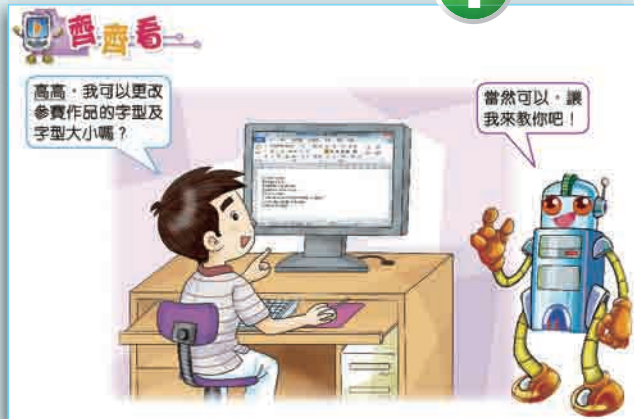 齊齊看
高高，我可以更改
參賽作品的字型及
字型大小嗎？
當然可以，讓
我來教你吧！